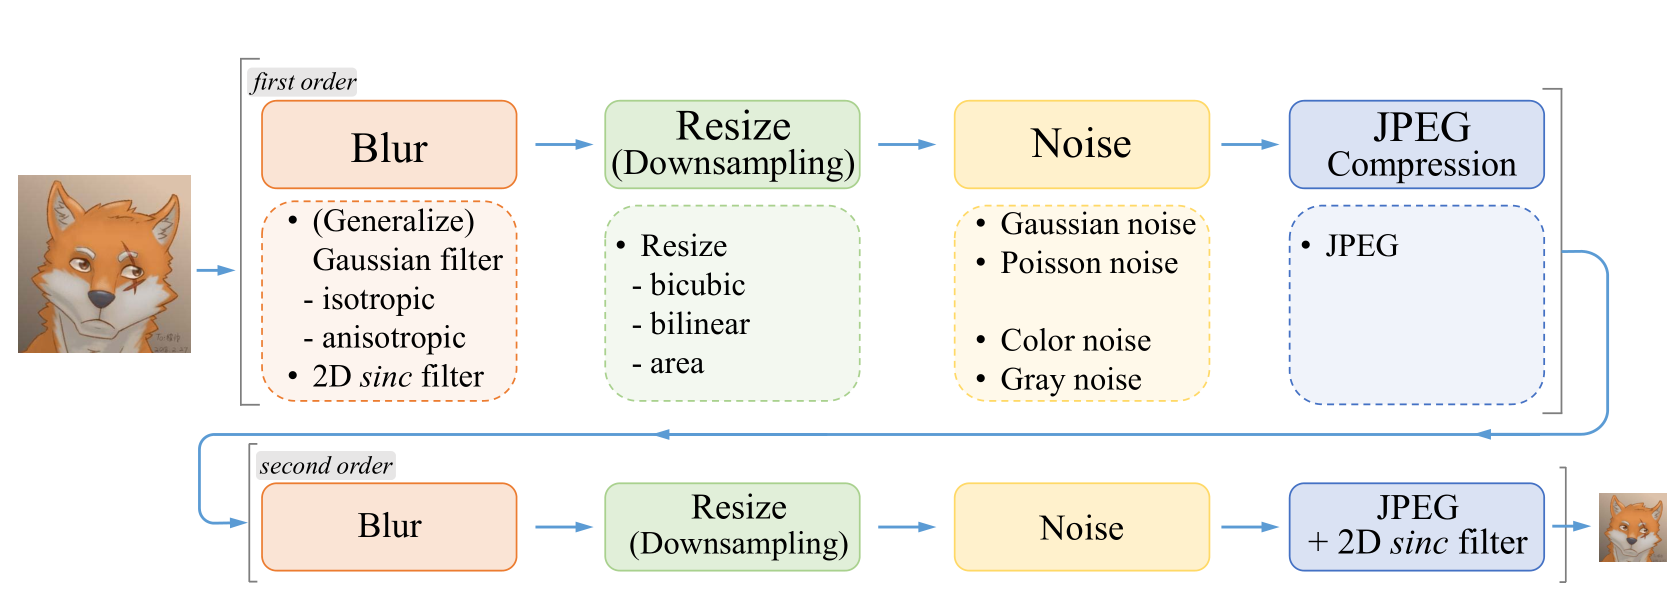 first order
Blur
Resize
(Downsampling)
Noise
JPEG
Compression
• (Generalize)
Gaussian filter
- isotropic
- anisotropic
• 2D sinc filter
• Resize
- bicubic
- bilinear
- area
• Gaussian noise
• Poisson noise
• Color noise
• Gray noise
• JPEG
second order
Blur
Resize
(Downsampling)
Noise
JPEG
+ 2D sinc filter